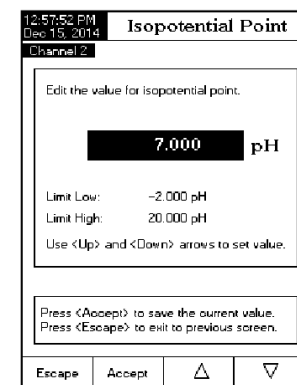 12:57:52 PM
Dec 15, 2014
Isopotential Point
Channel 2
Edit the value for isopotential point.
7.000 pH
Limit Low: -2.000 pH
Limit High: 20.000 pH
Use <Up> and <Down> arrows to set value.
Press <Accept> to save the current value.
Press <Escape> to exit to previous screen.
Escape Accept △ ▽